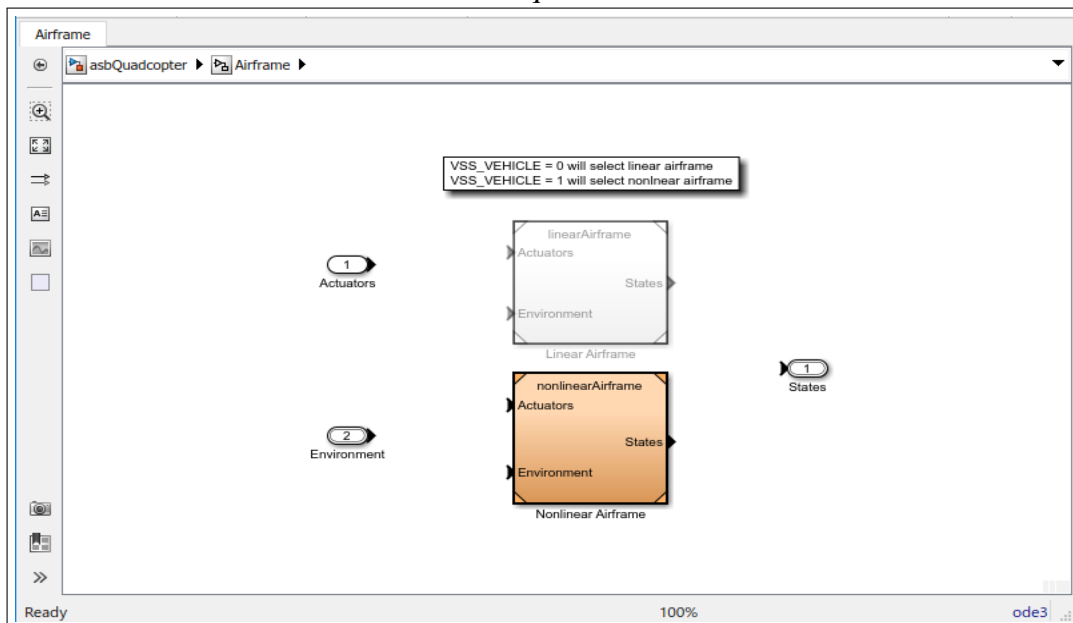 Airframe
asbQuadcopter Airframe
VSS_VEHICLE = 0 will select linear airframe
VSS_VEHICLE = 1 will select nonlnear airframe
linearAirframe
Actuators
States
Environment
Linear Airframe
1
Actuators
1
States
nonlinearAirframe
Actuators
States
Environment
Nonlinear Airframe
2
Environment
Ready 100% ode3